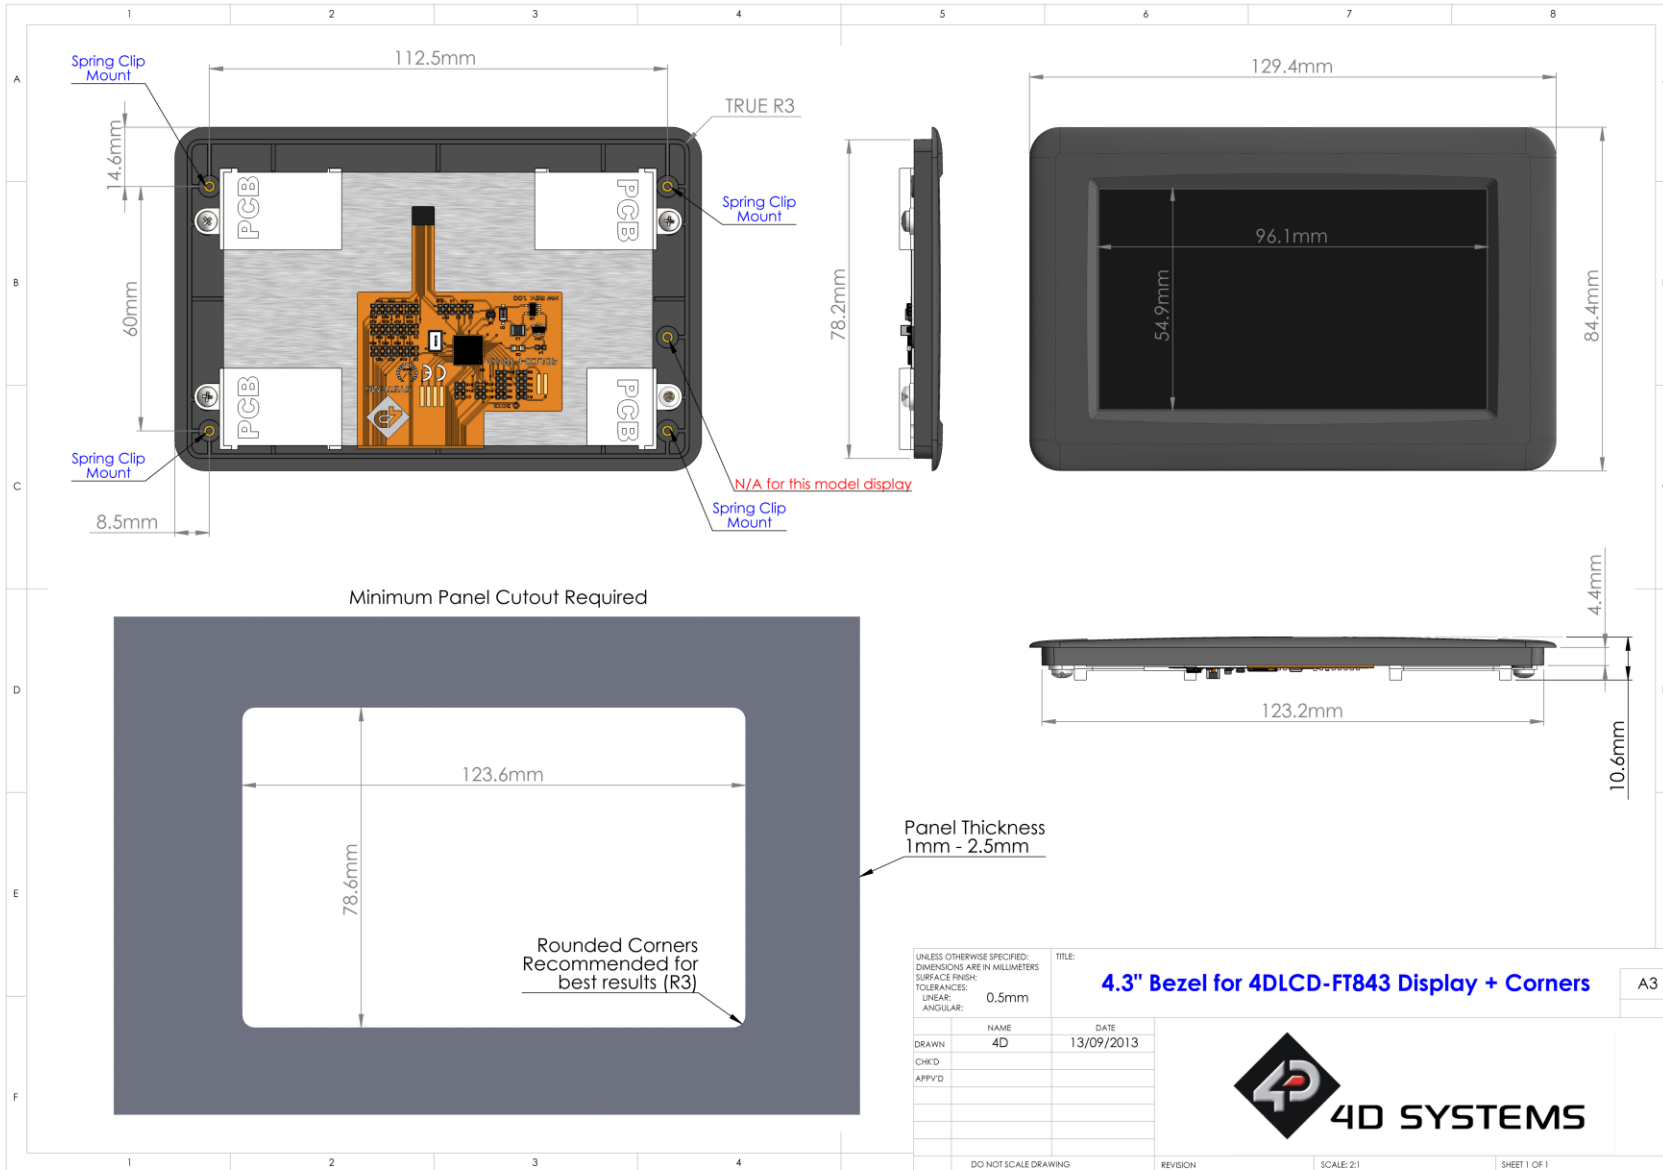 1 2 3 4 5 6 7 8
A
B
C
D
E
F
Spring Clip
Mount
112.5mm
TRUE R3
14.6mm
60mm
8.5mm
PCB
PCB
PCB
PCB
Spring Clip
Mount
Spring Clip
Mount
N/A for this model display
Spring Clip
Mount
78.2mm
129.4mm
96.1mm
54.9mm
84.4mm
4.4mm
123.2mm
10.6mm
Minimum Panel Cutout Required
123.6mm
78.6mm
Rounded Corners
Recommended for
best results (R3)
Panel Thickness
1mm - 2.5mm
UNLESS OTHERWISE SPECIFIED:
DIMENSIONS ARE IN MILLIMETERS
SURFACE FINISH:
TOLERANCES:
LINEAR: 0.5mm
ANGULAR:
TITLE:
4.3" Bezel for 4DLCD-FT843 Display + Corners
A3
NAME DATE
DRAWN 4D 13/09/2013
CHK'D
APPV'D
4D SYSTEMS
DO NOT SCALE DRAWING REVISION SCALE: 2:1 SHEET 1 OF 1
1 2 3 4